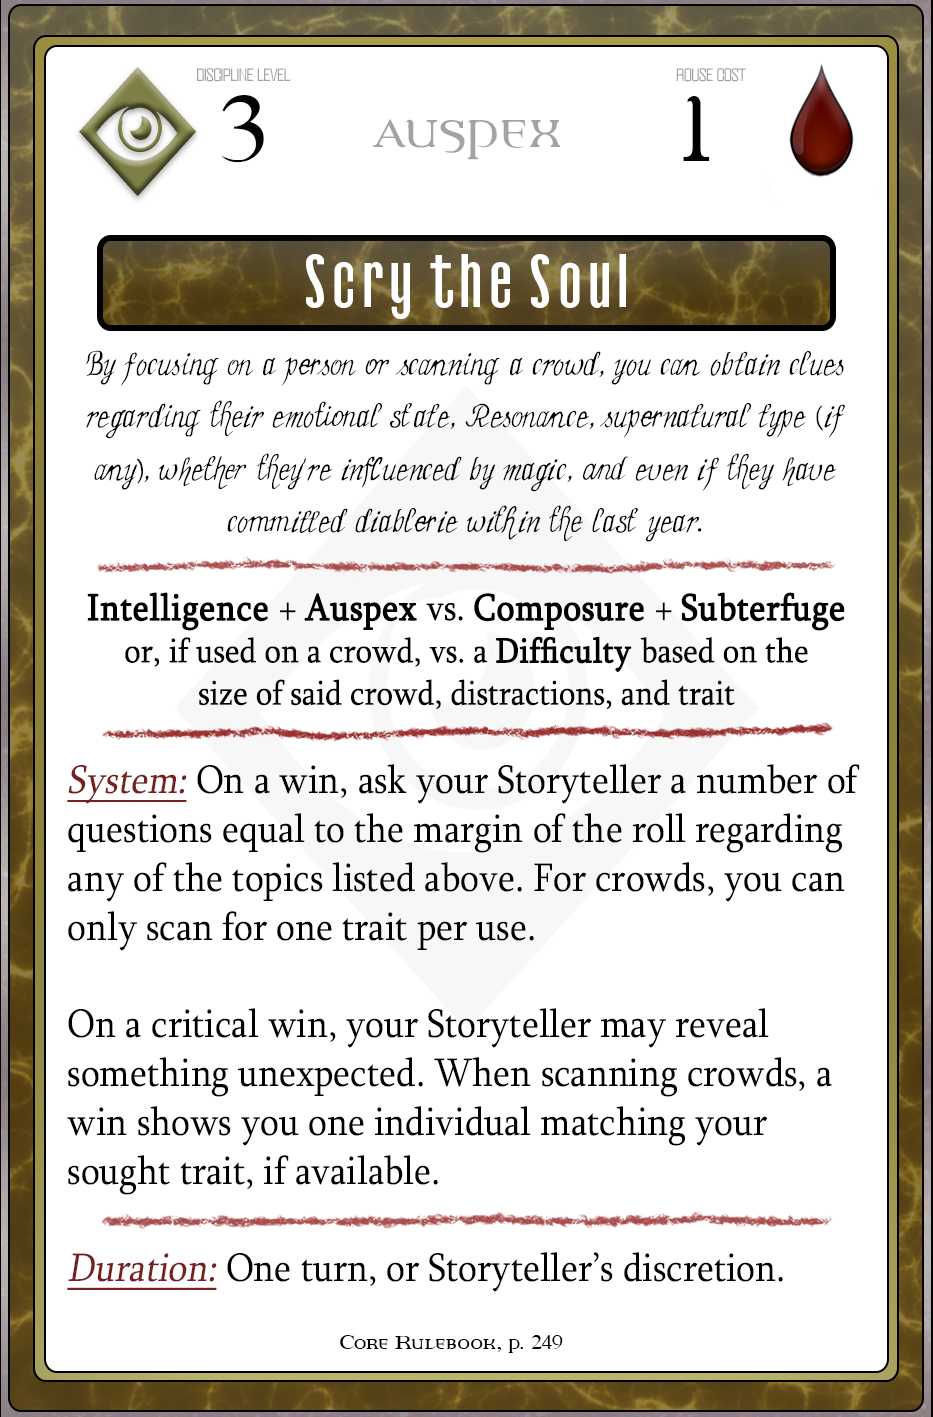 DISCIPLINE LEVEL
3
AUSPEX
ROUSE COST
1
Scry the Soul
By focusing on a person or scanning a crowd, you can obtain clues
regarding their emotional state, Resonance, supernatural type (if
any), whether they're influenced by magic, and even if they have
committed diablerie within the last year.
Intelligence + Auspex vs. Composure + Subterfuge
or, if used on a crowd, vs. a Difficulty based on the
size of said crowd, distractions, and trait
System: On a win, ask your Storyteller a number of
questions equal to the margin of the roll regarding
any of the topics listed above. For crowds, you can
only scan for one trait per use.
On a critical win, your Storyteller may reveal
something unexpected. When scanning crowds, a
win shows you one individual matching your
sought trait, if available.
Duration: One turn, or Storyteller’s discretion.
Core Rulebook, p. 249